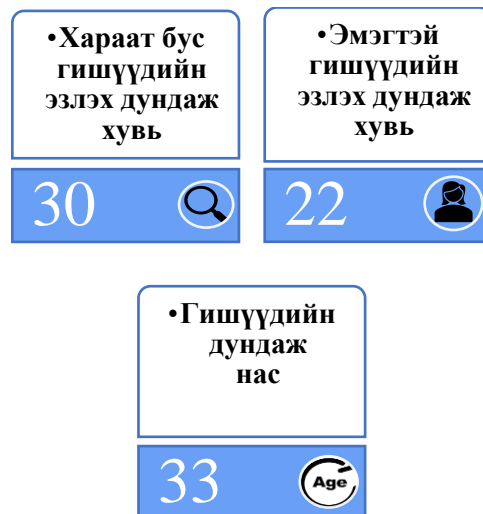 •Хараат бус
гишүүдийн
эзлэх дундаж
хувь
30
•Эмэгтэй
гишүүдийн
эзлэх дундаж
хувь
22
•Гишүүдийн
дундаж
нас
33
Age